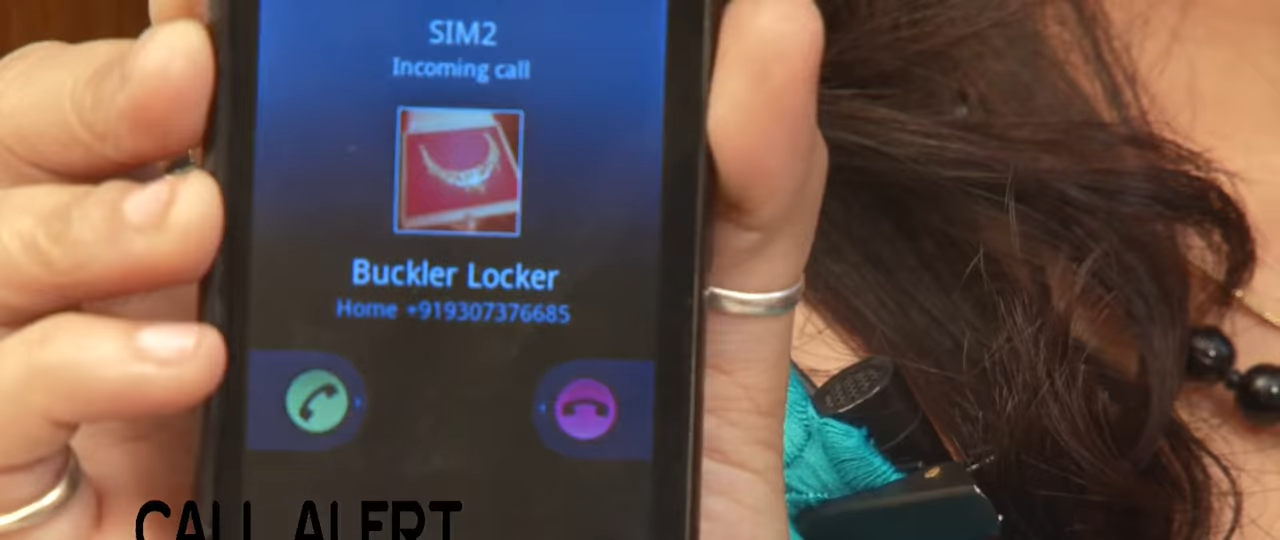 SIM2
Incoming call
Buckler Locker
Home +919307376685
CALL ALERT